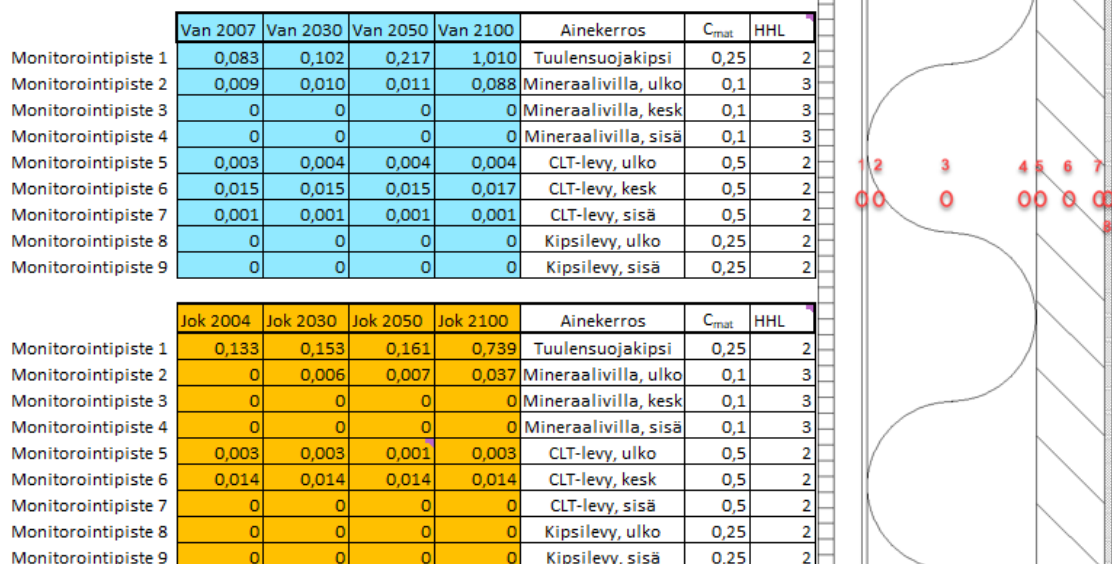 Van 2007 Van 2030 Van 2050 Van 2100 Ainekerros Cmat HHL
Monitorointipiste 1 0,083 0,102 0,217 1,010 Tuulensuojakipsi 0,25 2
Monitorointipiste 2 0,009 0,010 0,011 0,088 Mineraalivilla, ulko 0,1 3
Monitorointipiste 3 0 0 0 0 Mineraalivilla, kesk 0,1 3
Monitorointipiste 4 0 0 0 0 Mineraalivilla, sisä 0,1 3
Monitorointipiste 5 0,003 0,004 0,004 0,004 CLT-levy, ulko 0,5 2
Monitorointipiste 6 0,015 0,015 0,015 0,017 CLT-levy, kesk 0,5 2
Monitorointipiste 7 0,001 0,001 0,001 0,001 CLT-levy, sisä 0,5 2
Monitorointipiste 8 0 0 0 0 Kipsilevy, ulko 0,25 2
Monitorointipiste 9 0 0 0 0 Kipsilevy, sisä 0,25 2
Jok 2004 Jok 2030 Jok 2050 Jok 2100 Ainekerros Cmat HHL
Monitorointipiste 1 0,133 0,153 0,161 0,739 Tuulensuojakipsi 0,25 2
Monitorointipiste 2 0 0,006 0,007 0,037 Mineraalivilla, ulko 0,1 3
Monitorointipiste 3 0 0 0 0 Mineraalivilla, kesk 0,1 3
Monitorointipiste 4 0 0 0 0 Mineraalivilla, sisä 0,1 3
Monitorointipiste 5 0,003 0,003 0,001 0,003 CLT-levy, ulko 0,5 2
Monitorointipiste 6 0,014 0,014 0,014 0,014 CLT-levy, kesk 0,5 2
Monitorointipiste 7 0 0 0 0 CLT-levy, sisä 0,5 2
Monitorointipiste 8 0 0 0 0 Kipsilevy, ulko 0,25 2
Monitorointipiste 9 0 0 0 0 Kipsilevy, sisä 0,25 2
1 2 3 4 5 6 7
8